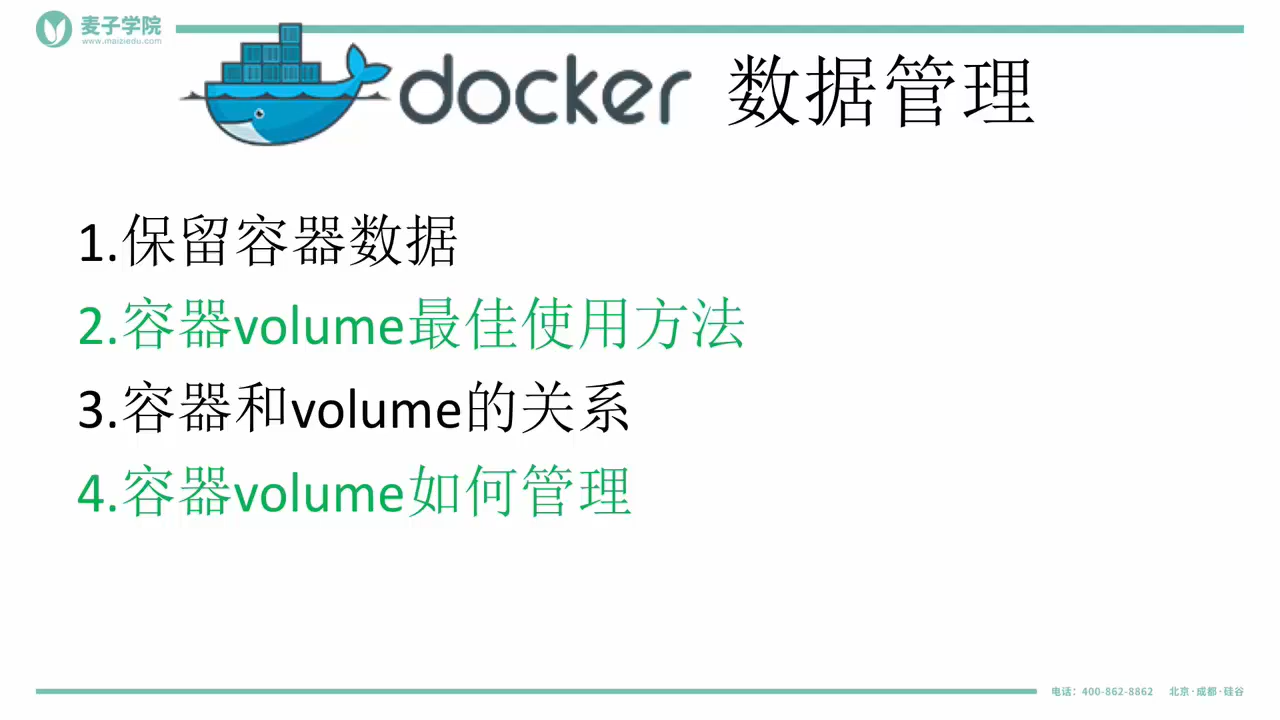 麦子学院
www.maiziedu.com
docker 数据管理
1.保留容器数据
2.容器volume最佳使用方法
3.容器和volume的关系
4.容器volume如何管理
电话：400-862-8862 北京·成都·硅谷